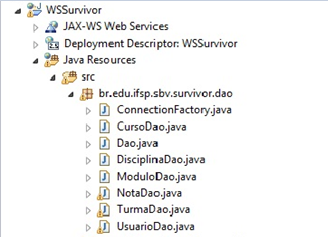 WSSurvivor
JAX-WS Web Services
Deployment Descriptor: WSSurvivor
Java Resources
src
br.edu.ifsp.sbv.survivor.dao
ConnectionFactory.java
CursoDao.java
Dao.java
DisciplinaDao.java
ModuloIDao.java
NotaDao.java
TurmaDao.java
UsuarioDao.java